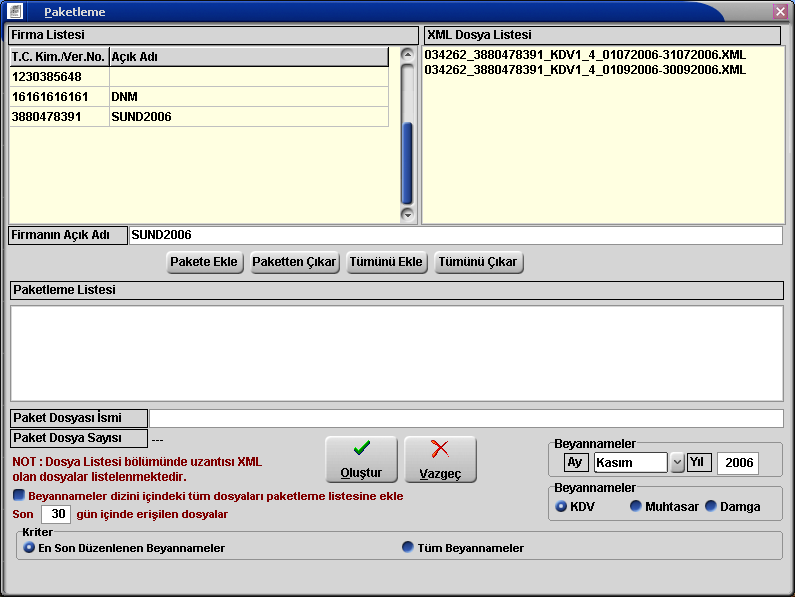 Paketleme
Firma Listesi
T.C. Kim./Ver.No. Açık Adı
1230385648
16161616161 DNM
3880478391 SUND2006
XML Dosya Listesi
034262_3880478391_KDV1_4_01072006-31072006.XML
034262_3880478391_KDV1_4_01092006-30092006.XML
Firmanın Açık Adı SUND2006
Pakete Ekle Paketten Çıkar Tümünü Ekle Tümünü Çıkar
Paketleme Listesi
Paket Dosyası İsmi
Paket Dosya Sayısı ---
NOT : Dosya Listesi bölümünde uzantısı XML
olan dosyalar listelenmektedir.
Oluştur Vazgeç
Beyannameler
Ay Kasım Yıl 2006
Beyannameler dizini içindeki tüm dosyaları paketleme listesine ekle
Son 30 gün içinde erişilen dosyalar
Beyannameler
KDV Muhtasar Damga
Kriter
En Son Düzenlenen Beyannameler Tüm Beyannameler